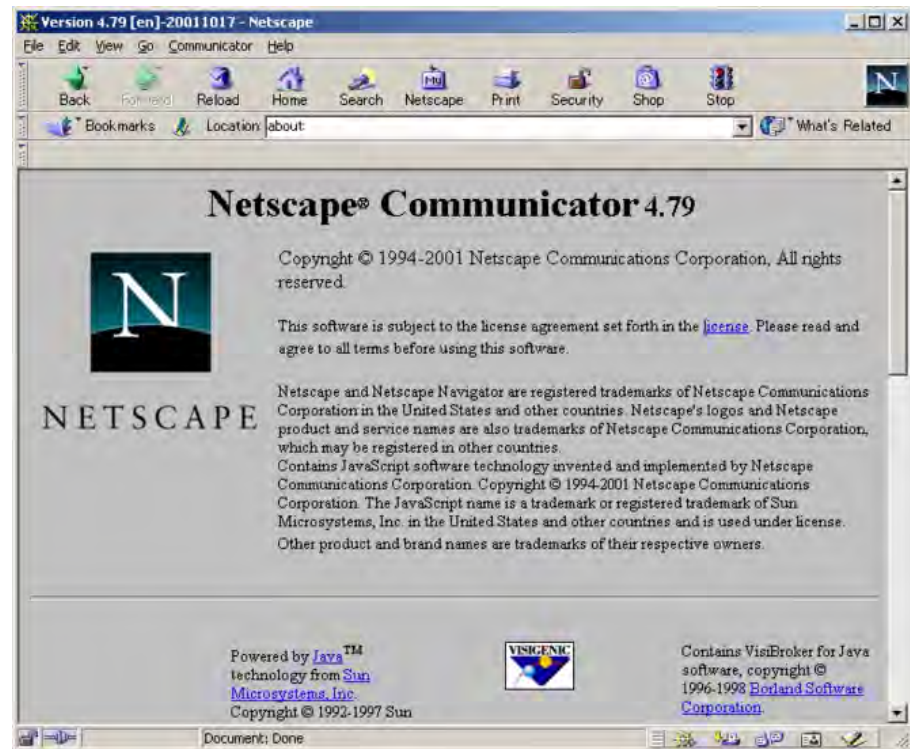 Version 4.79 [en]-20011017 - Netscape
File Edit View Go Communicator Help
Back Forward Reload Home Search Netscape Print Security Shop Stop
N
Bookmarks Location: about: What's Related
Netscape® Communicator 4.79
N
NETSCAPE
Copyright © 1994-2001 Netscape Communications Corporation, All rights
reserved.
This software is subject to the license agreement set forth in the license. Please read and
agree to all terms before using this software.
Netscape and Netscape Navigator are registered trademarks of Netscape Communications
Corporation in the United States and other countries. Netscape's logos and Netscape
product and service names are also trademarks of Netscape Communications Corporation,
which may be registered in other countries.
Contains JavaScript software technology invented and implemented by Netscape
Communications Corporation. Copyright © 1994-2001 Netscape Communications
Corporation. The JavaScript name is a trademark or registered trademark of Sun
Microsystems, Inc. in the United States and other countries and is used under license.
Other product and brand names are trademarks of their respective owners.
Powered by Java™
technology from Sun
Microsystems, Inc.
Copyright © 1992-1997 Sun
VISIGENIC
Contains VisiBroker for Java
software, copyright ©
1996-1998 Borland Software
Corporation.
Document: Done